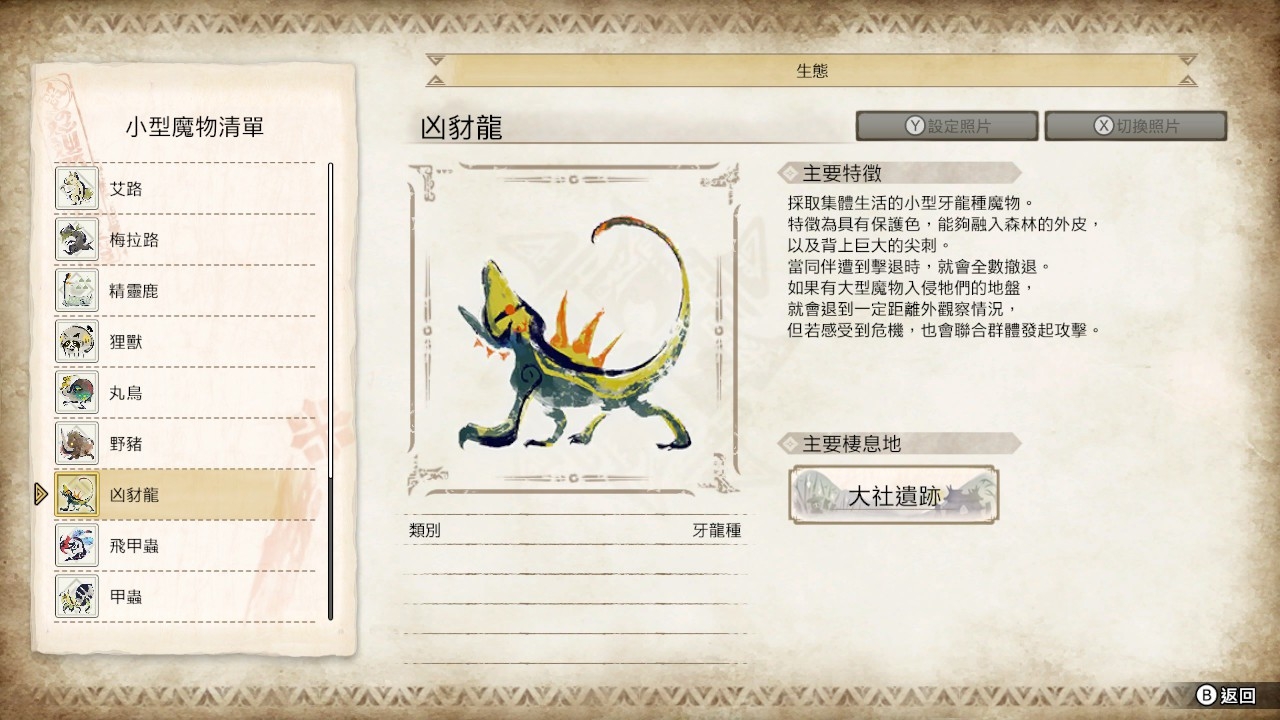 生態
小型魔物清單
艾路
梅拉路
精靈鹿
狸獸
丸鳥
野豬
凶豺龍
飛甲蟲
甲蟲
凶豺龍
Y設定照片
X切換照片
類別 牙龍種
主要特徵
採取集體生活的小型牙龍種魔物。
特徵為具有保護色，能夠融入森林的外皮，
以及背上巨大的尖刺。
當同伴遭到擊退時，就會全數撤退。
如果有大型魔物入侵牠們的地盤，
就會退到一定距離外觀察情況，
但若感受到危機，也會聯合群體發起攻擊。
主要棲息地
大社遺跡
B返回